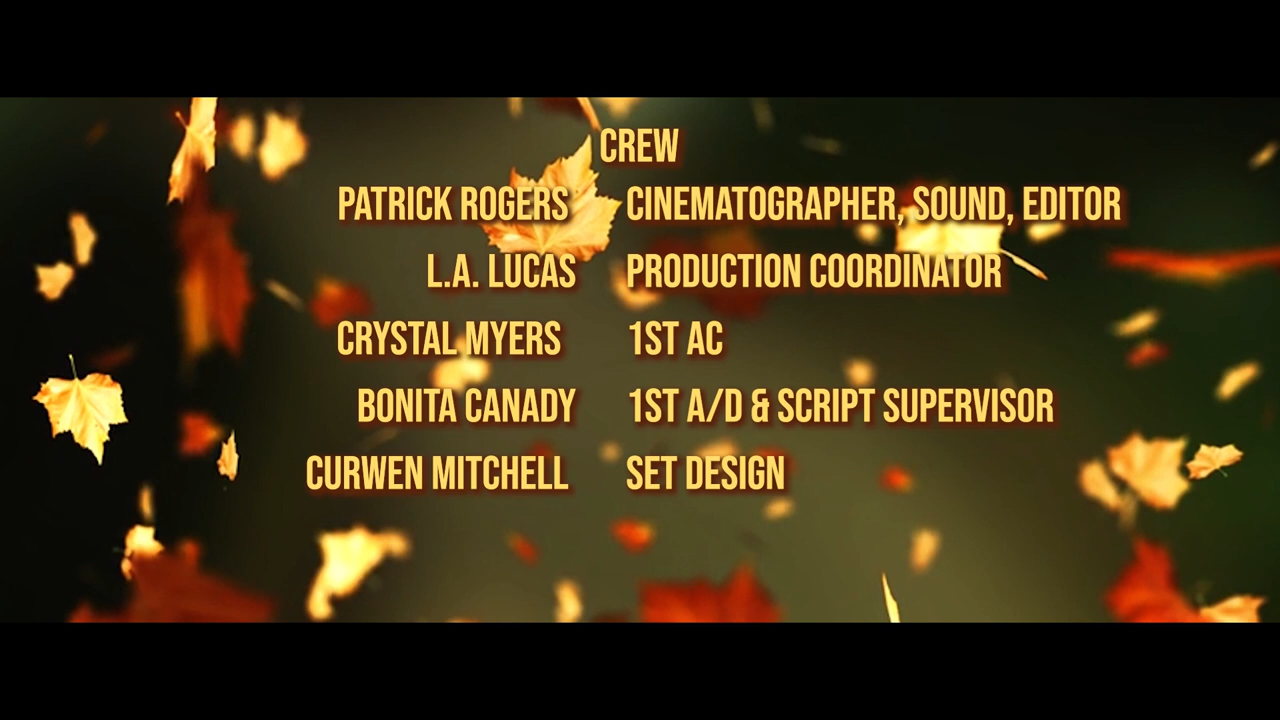 CREW
PATRICK ROGERS CINEMATOGRAPHER, SOUND, EDITOR
L.A. LUCAS PRODUCTION COORDINATOR
CRYSTAL MYERS 1ST AC
BONITA CANADY 1ST A/D & SCRIPT SUPERVISOR
CURWEN MITCHELL SET DESIGN